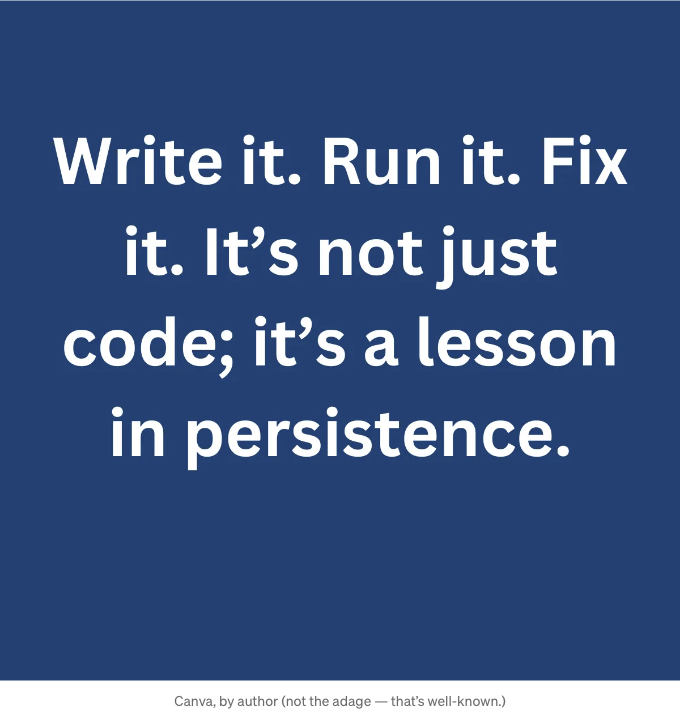 Write it. Run it. Fix
it. It’s not just
code; it’s a lesson
in persistence.
Canva, by author (not the adage — that’s well-known.)